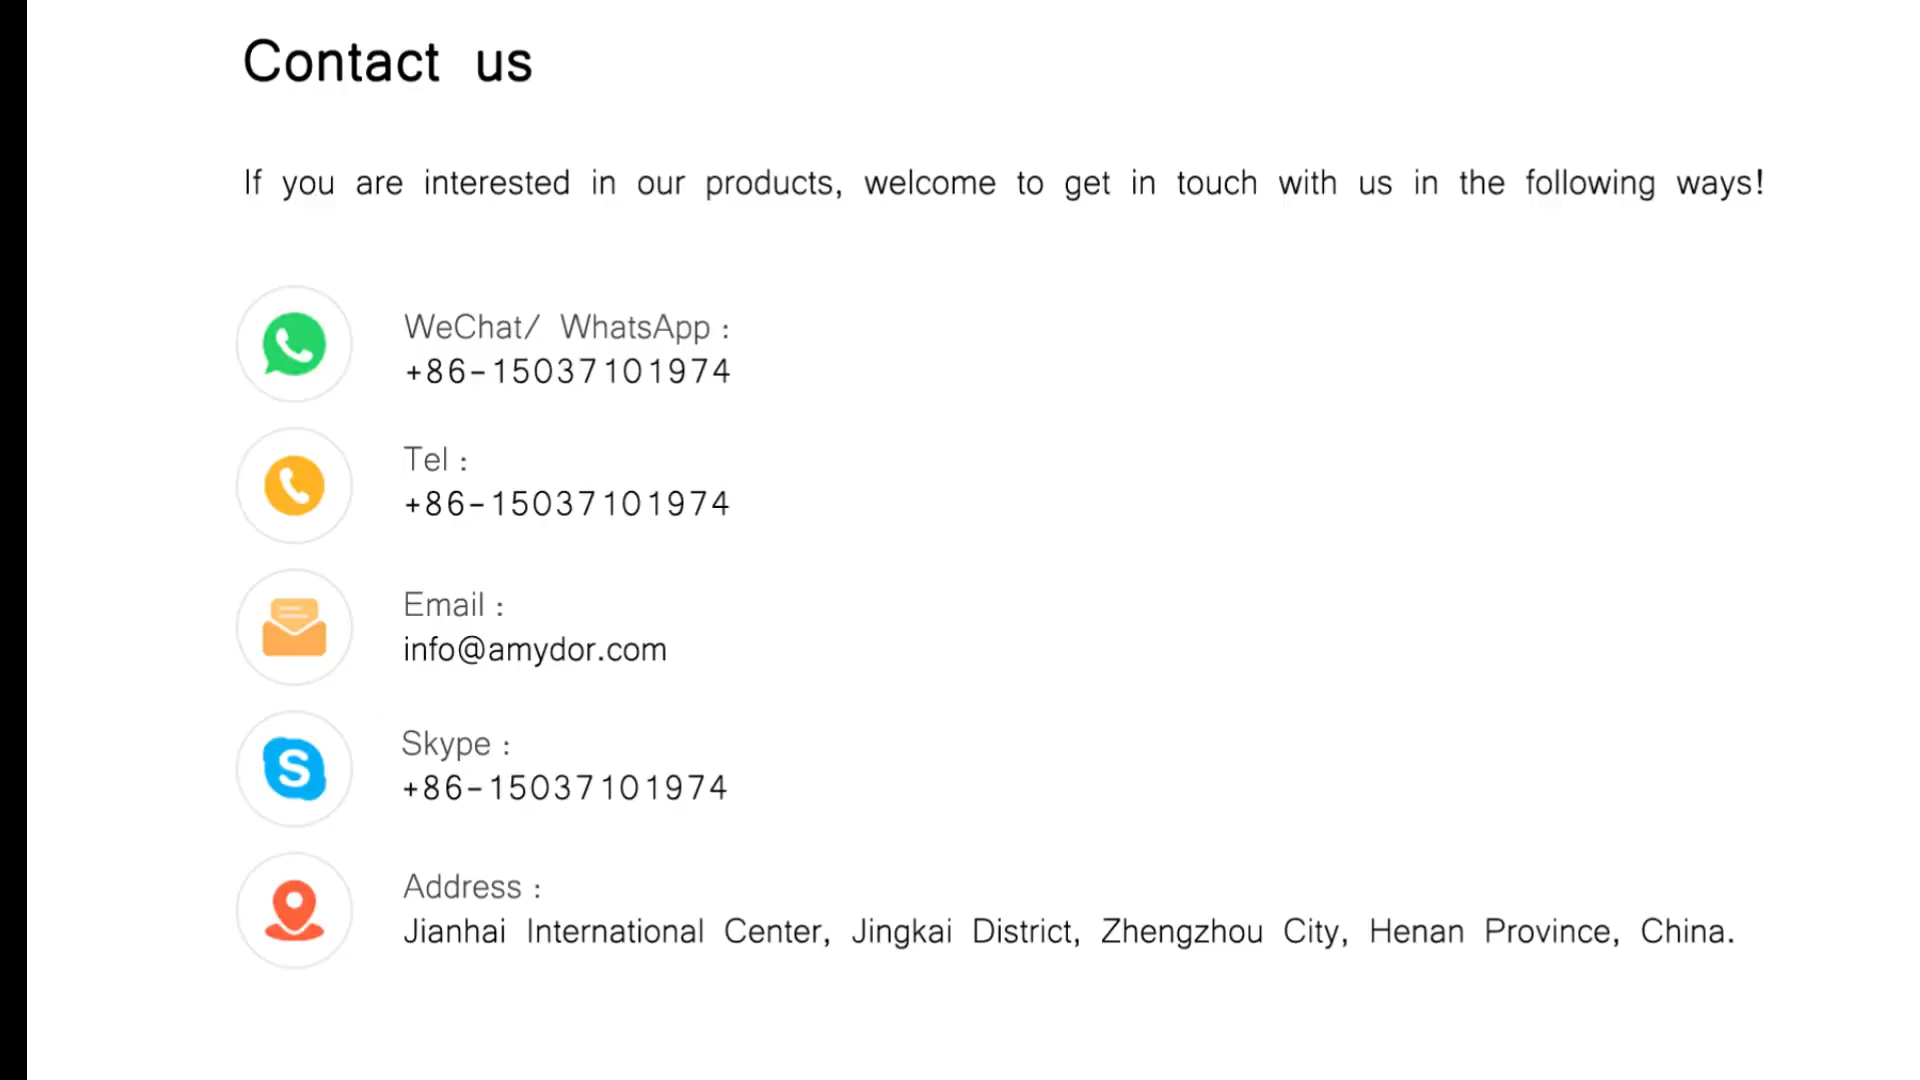 Contact us
If you are interested in our products, welcome to get in touch with us in the following ways!
WeChat/ WhatsApp :
+86-15037101974
Tel :
+86-15037101974
Email :
info@amydor.com
Skype :
+86-15037101974
Address :
Jianhai International Center, Jingkai District, Zhengzhou City, Henan Province, China.